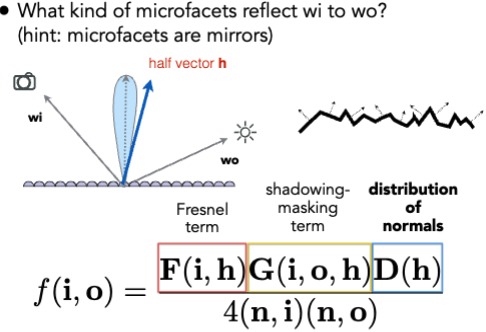 • What kind of microfacets reflect wi to wo?
(hint: microfacets are mirrors)
half vector h
wi
wo
Fresnel
term
shadowing-
masking
term
distribution
of
normals
f(i, o) = F(i, h)G(i, o, h)D(h) / 4(n, i)(n, o)